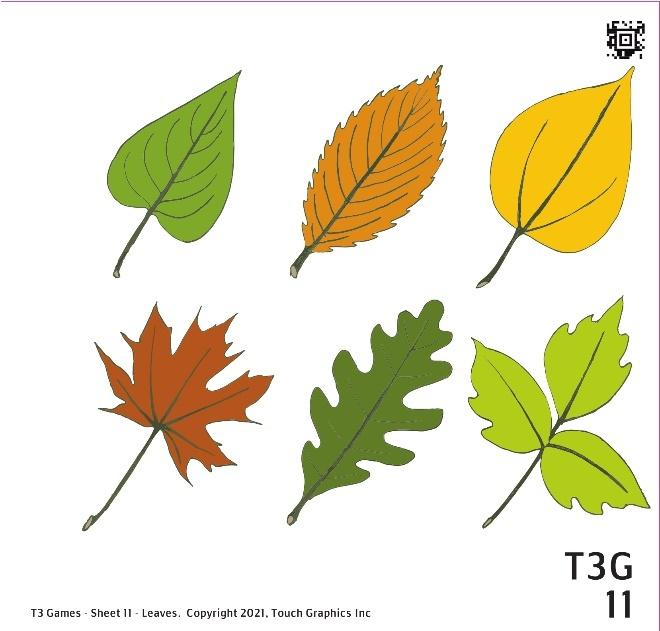 T3G
11
T3 Games - Sheet 11 - Leaves. Copyright 2021, Touch Graphics Inc